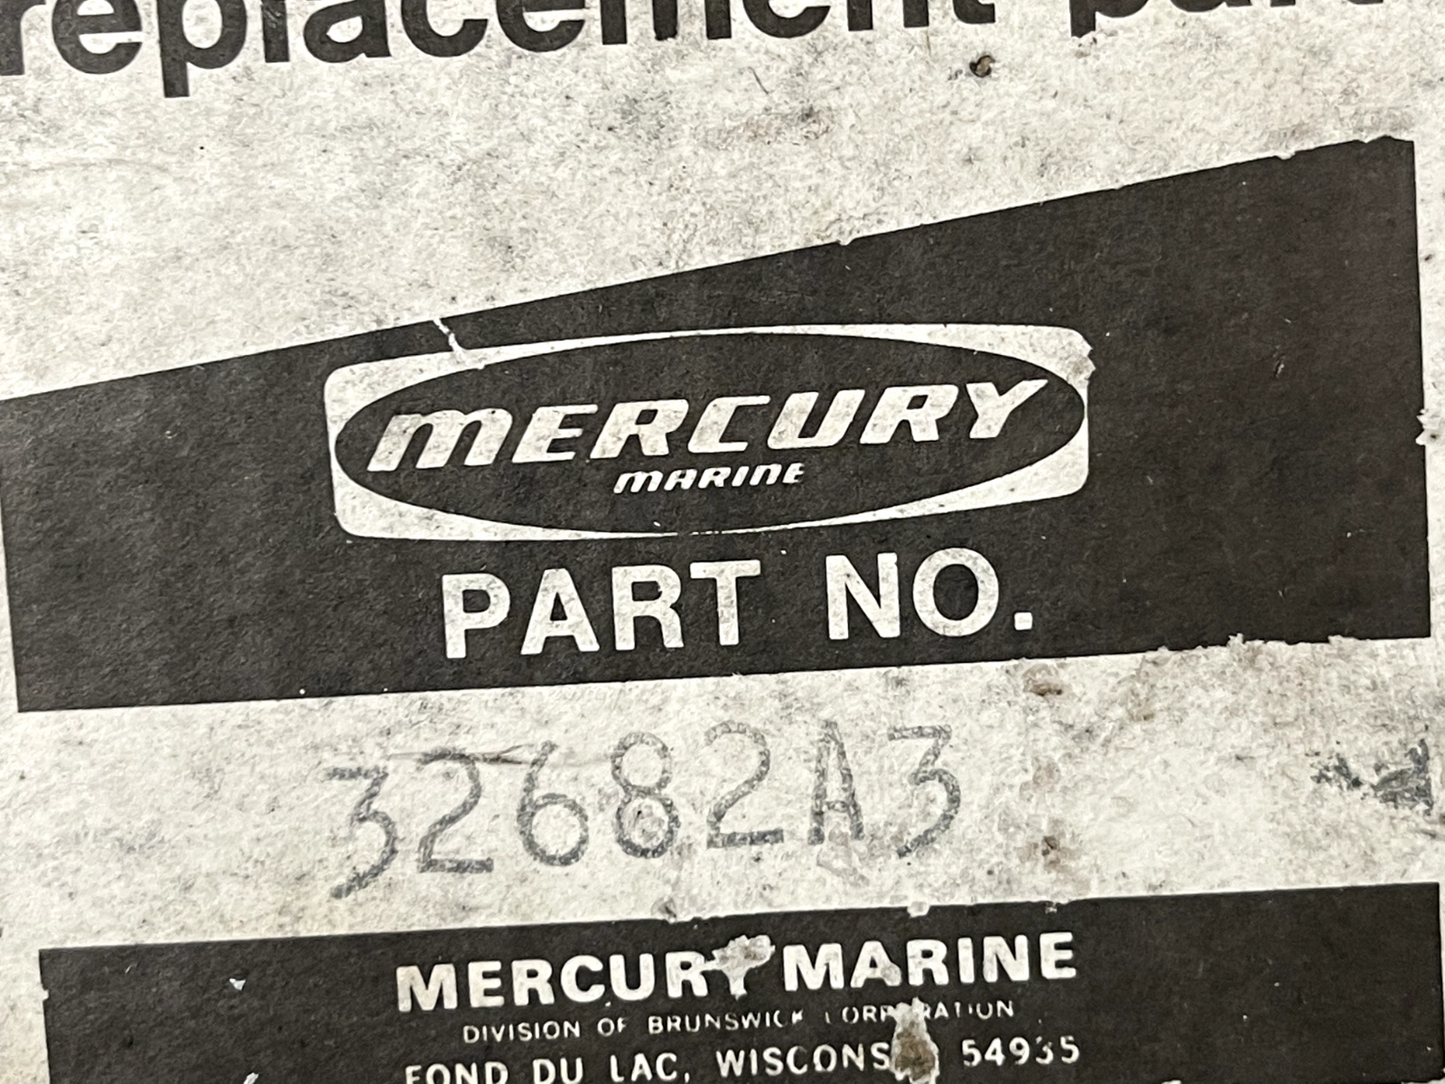 replacement part
MERCURY
MARINE
PART NO.
32682A3
MERCURY MARINE
DIVISION OF BRUNSWICK CORPORATION
FOND DU LAC, WISCONSIN 54935